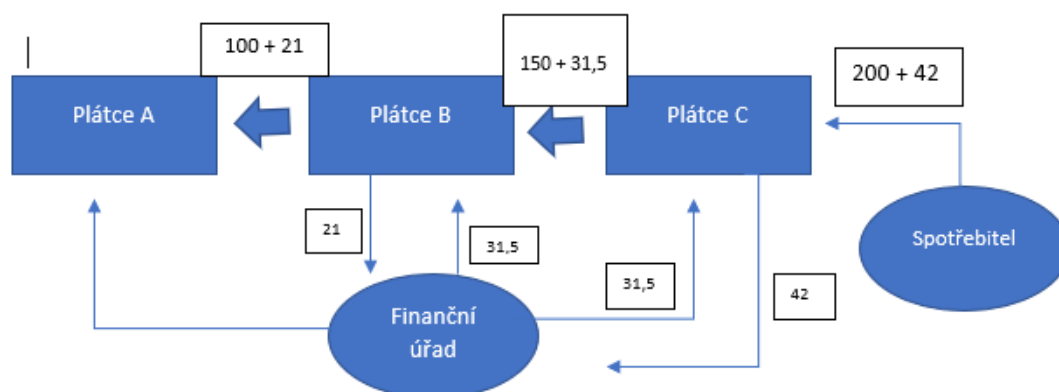 100 + 21
150 + 31,5
200 + 42
Plátce A
Plátce B
Plátce C
21
31,5
31,5
42
Spotřebitel
Finanční
úřad